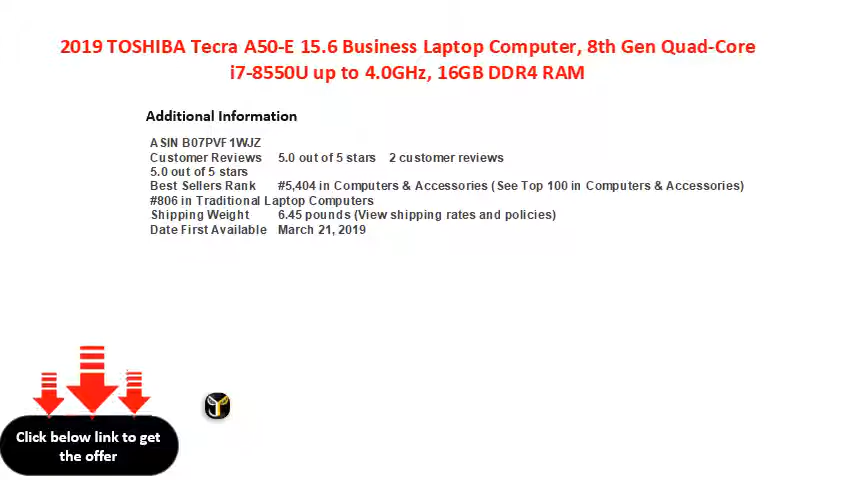 2019 TOSHIBA Tecra A50-E 15.6 Business Laptop Computer, 8th Gen Quad-Core
i7-8550U up to 4.0GHz, 16GB DDR4 RAM
Additional Information
ASIN B07PVF1WJZ
Customer Reviews 5.0 out of 5 stars 2 customer reviews
5.0 out of 5 stars
Best Sellers Rank #5,404 in Computers & Accessories (See Top 100 in Computers & Accessories)
#806 in Traditional Laptop Computers
Shipping Weight 6.45 pounds (View shipping rates and policies)
Date First Available March 21, 2019
Click below link to get
the offer